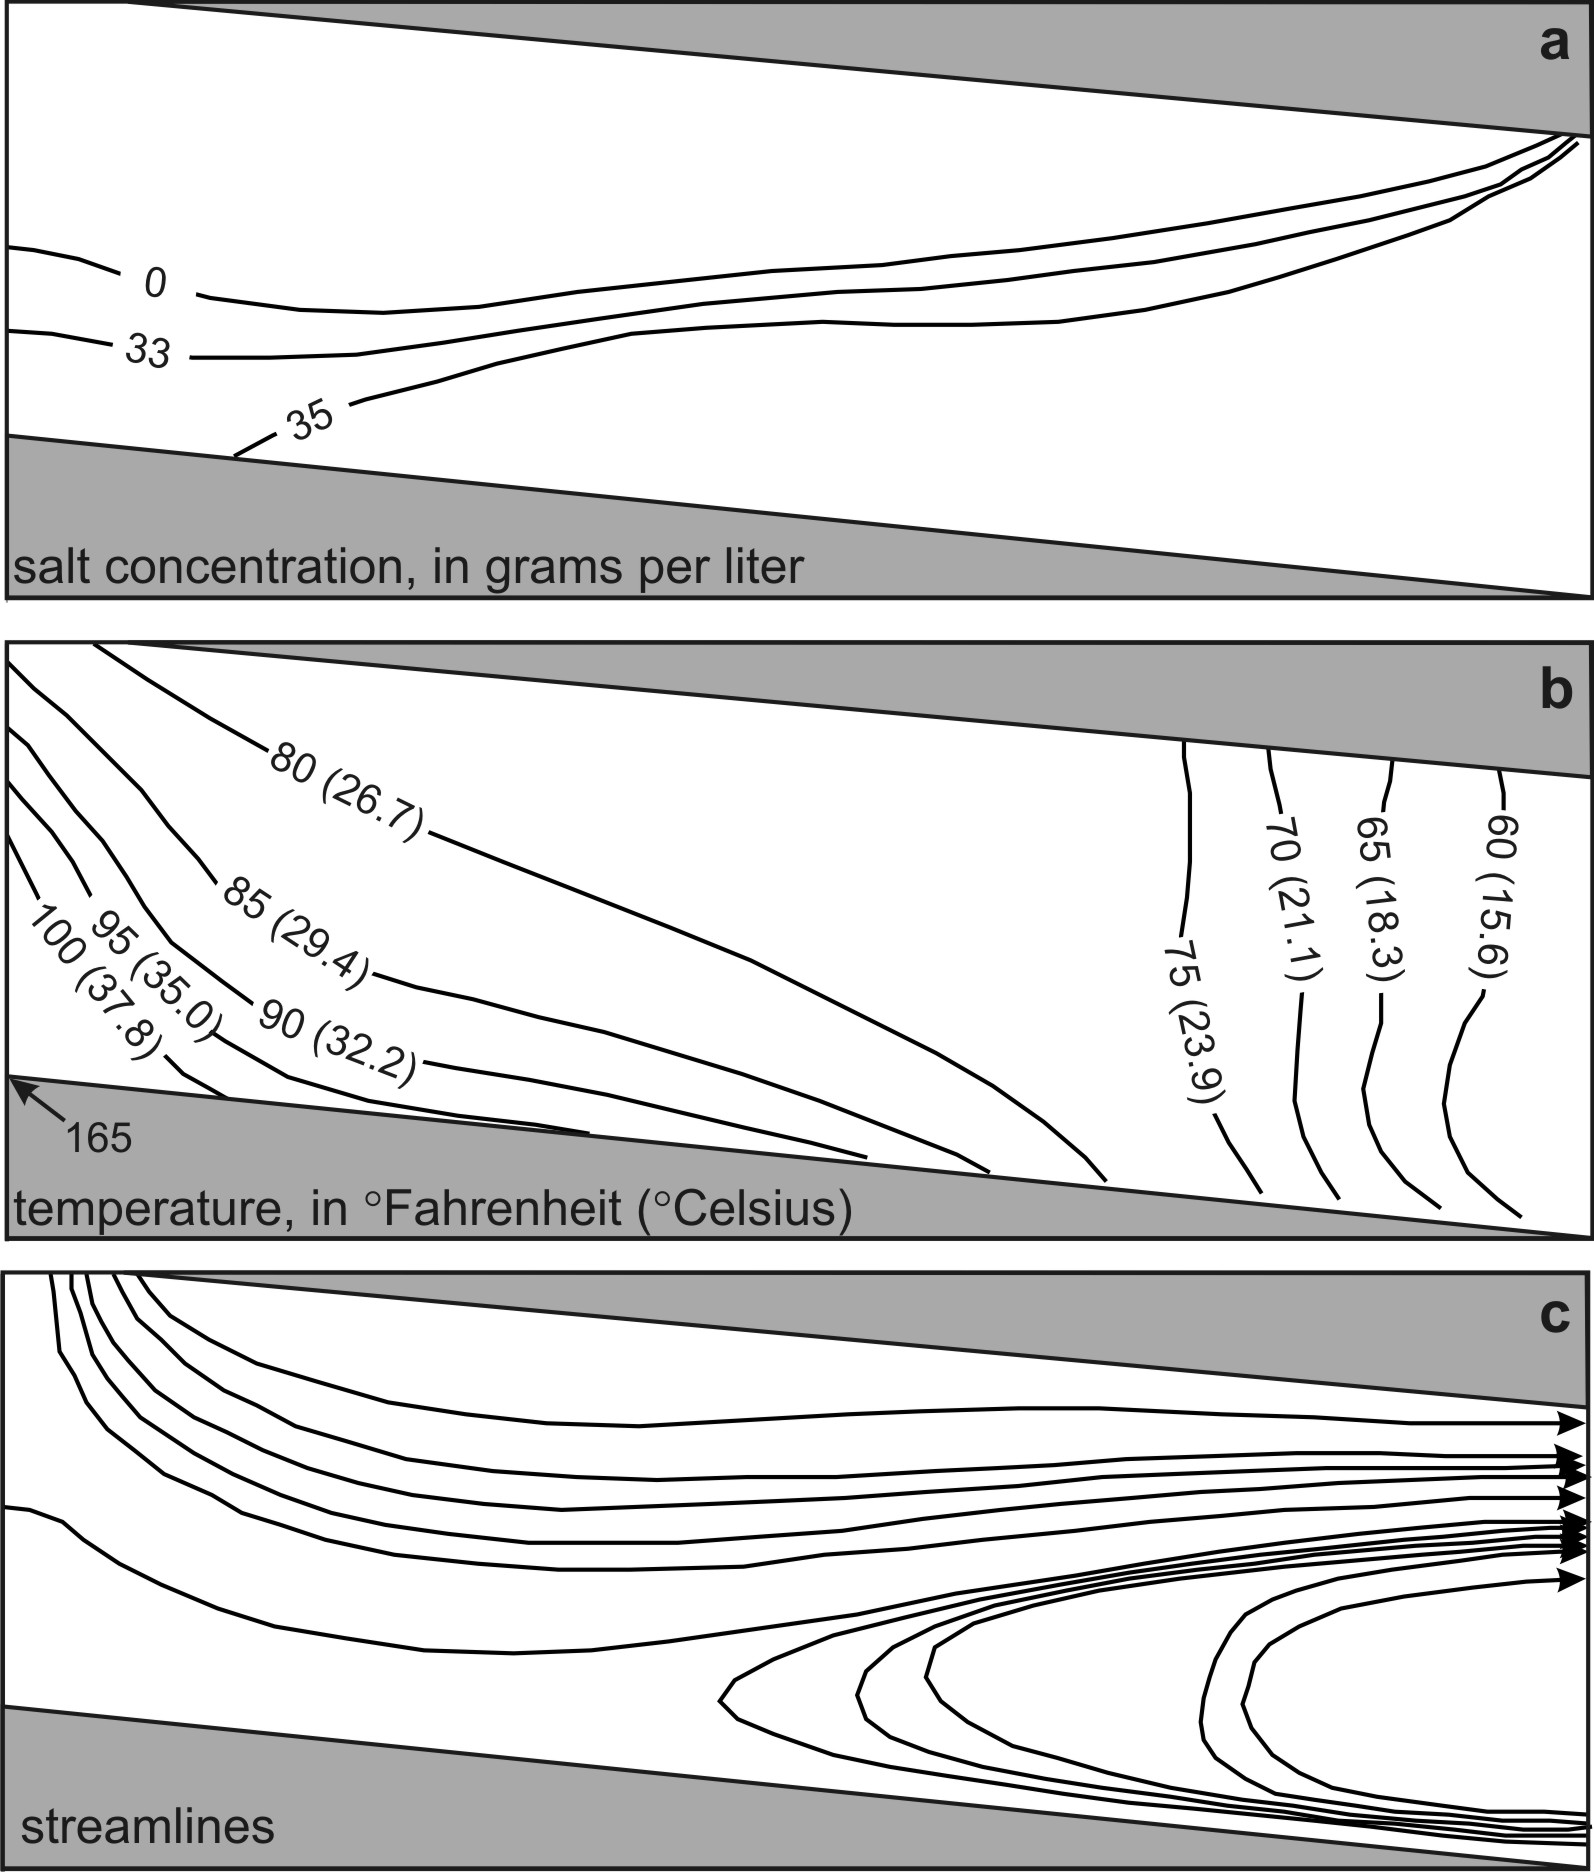 a
0
33
35
salt concentration, in grams per liter
b
80 (26.7)
85 (29.4)
90 (32.2)
95 (35.0)
100 (37.8)
75 (23.9)
70 (21.1)
65 (18.3)
60 (15.6)
165
temperature, in °Fahrenheit (°Celsius)
c
streamlines